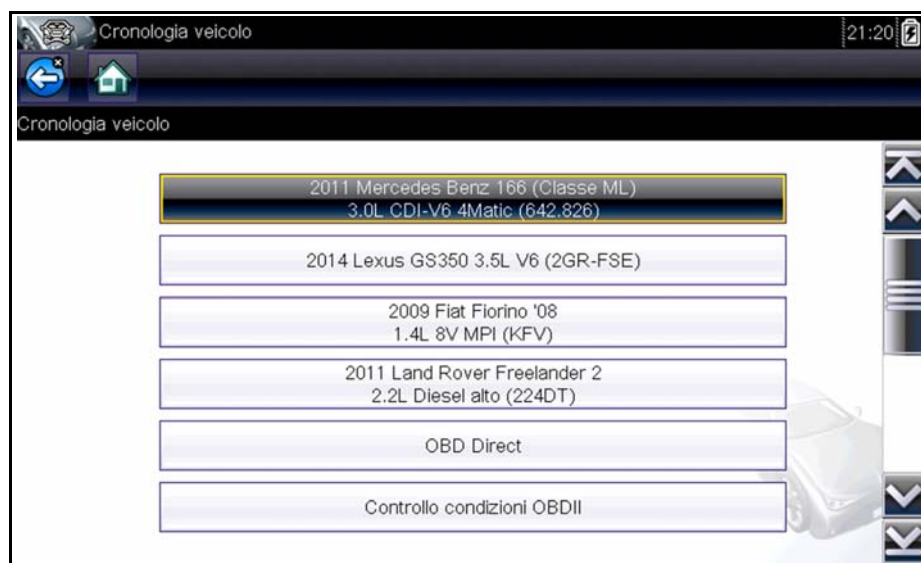 Cronologia veicolo
21:20
Cronologia veicolo
2011 Mercedes Benz 166 (Classe ML)
3.0L CDI-V6 4Matic (642.826)
2014 Lexus GS350 3.5L V6 (2GR-FSE)
2009 Fiat Fiorino '08
1.4L 8V MPI (KFV)
2011 Land Rover Freelander 2
2.2L Diesel alto (224DT)
OBD Direct
Controllo condizioni OBDII